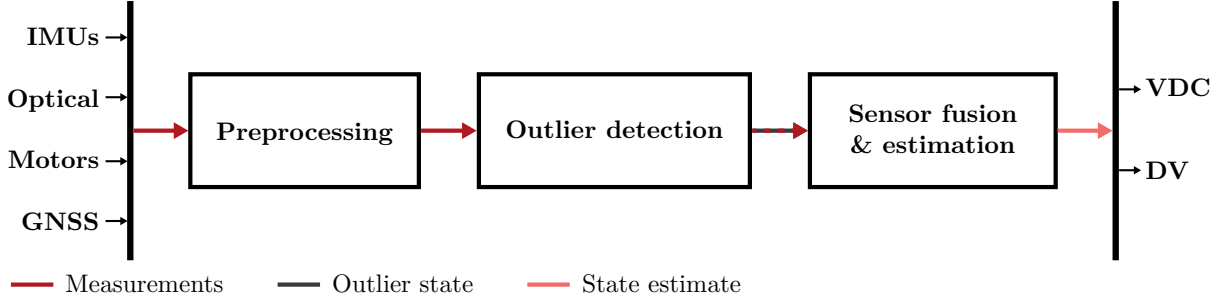 IMUs
Optical
Motors
GNSS
Preprocessing
Outlier detection
Sensor fusion
& estimation
VDC
DV
Measurements
Outlier state
State estimate